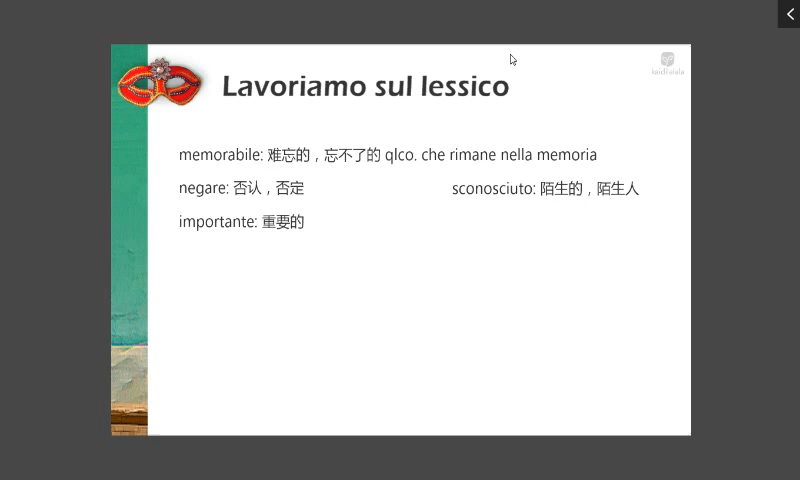 Lavoriamo sul lessico
memorabile: 难忘的，忘不了的 qlco. che rimane nella memoria
negare: 否认，否定
sconosciuto: 陌生的，陌生人
importante: 重要的